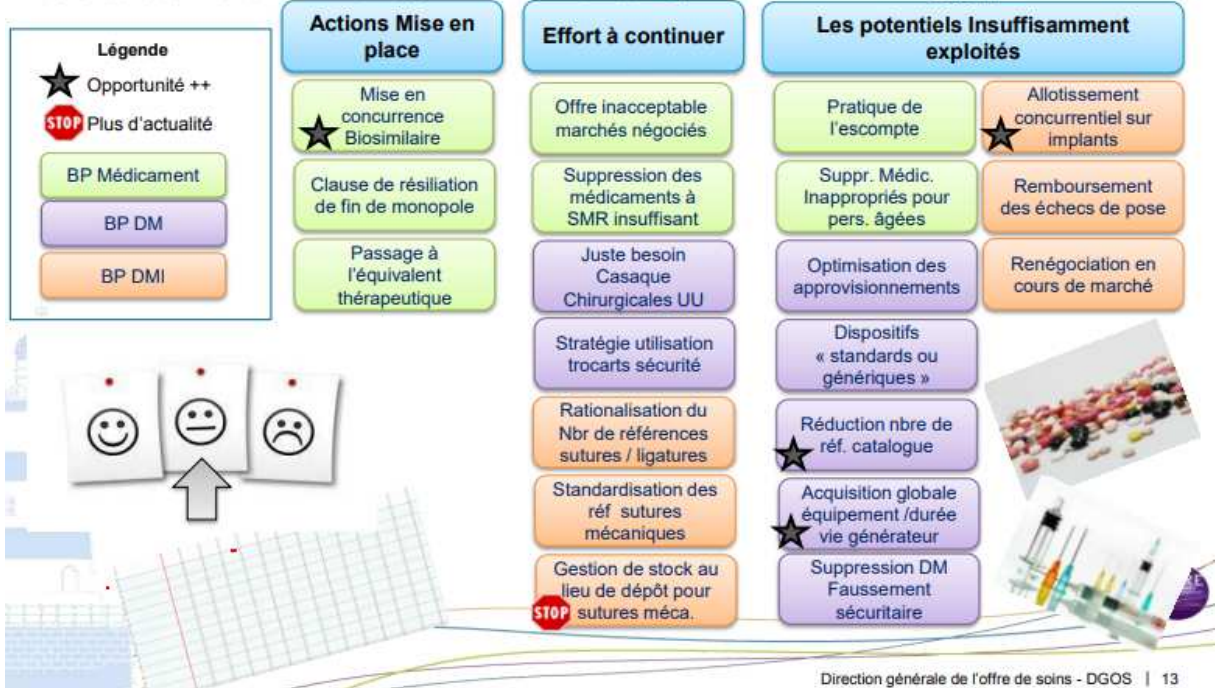 Légende
Opportunité ++
STOP Plus d'actualité
BP Médicament
BP DM
BP DMI
Actions Mise en
place
Mise en
concurrence
Biosimilaire
Clause de résiliation
de fin de monopole
Passage à
l'équivalent
thérapeutique
Effort à continuer
Offre inacceptable
marchés négociés
Suppression des
médicaments à
SMR insuffisant
Juste besoin
Casaque
Chirurgicales UU
Stratégie utilisation
trocarts sécurité
Rationalisation du
Nbr de références
sutures / ligatures
Standardisation des
réf sutures
mécaniques
Gestion de stock au
lieu de dépôt pour
STOP sutures méca.
Les potentiels Insuffisamment
exploités
Pratique de
l'escompte
Suppr. Médic.
Inappropriés pour
pers. âgées
Optimisation des
approvisionnements
Dispositifs
« standards ou
génériques »
Réduction nbre de
réf. catalogue
Acquisition globale
équipement /durée
vie générateur
Suppression DM
Faussement
sécuritaire
Allotissement
concurrentiel sur
implants
Remboursement
des échecs de pose
Renégociation en
cours de marché
Direction générale de l'offre de soins - DGOS | 13